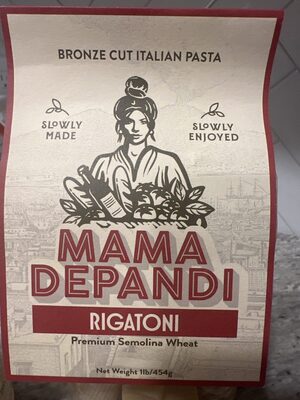 BRONZE CUT ITALIAN PASTA
SLOWLY
MADE
SLOWLY
ENJOYED
MAMA
DEPANDI
RIGATONI
Premium Semolina Wheat
Net Weight 1lb/454g